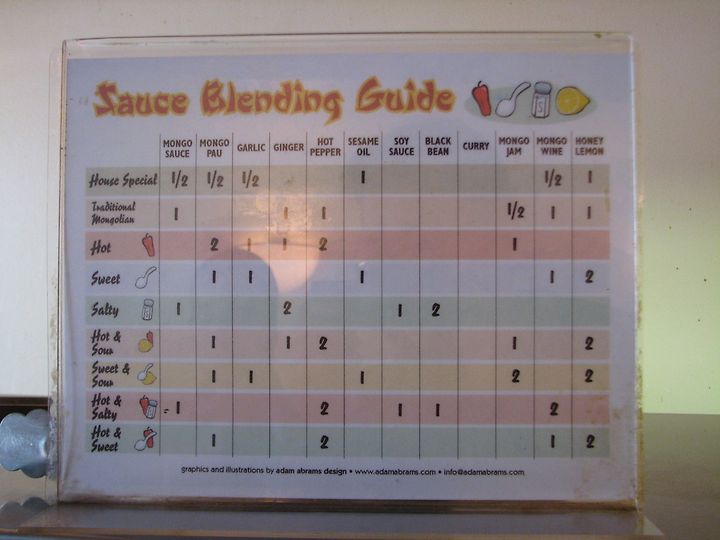 Sauce Blending Guide
MONGO SAUCE MONGO PAU GARLIC GINGER HOT PEPPER SESAME OIL SOY SAUCE BLACK BEAN CURRY MONGO JAM MONGO WINE HONEY LEMON
House Special 1/2 1/2 1/2 1 1/2 1
Traditional Mongolian 1 1 1 1/2 1 1
Hot 2 1 1 2 1
Sweet 1 1 1 1 2
Salty 1 2 1 2
Hot & Sour 1 1 2 1 2
Sweet & Sour 1 1 1 2 2
Hot & Salty 1 2 1 1 2
Hot & Sweet 1 2 1 2
graphics and illustrations by adam abrams design • www.adamabrams.com • info@adamabrams.com